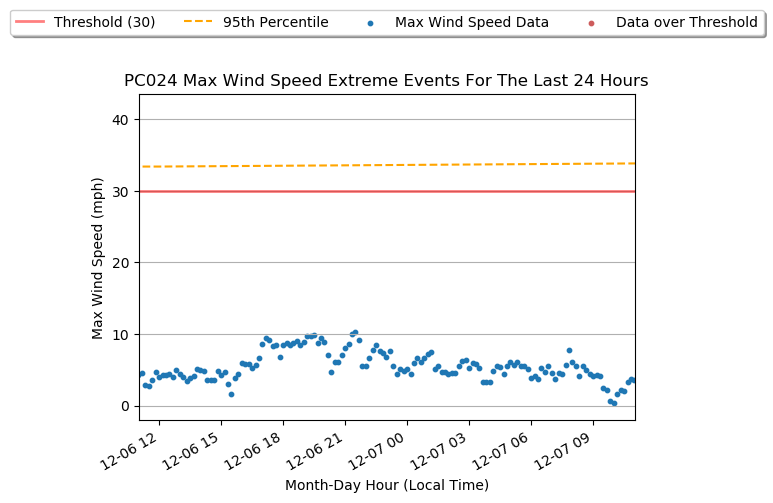 Threshold (30) 95th Percentile Max Wind Speed Data Data over Threshold
PC024 Max Wind Speed Extreme Events For The Last 24 Hours
40
30
20
10
0
Max Wind Speed (mph)
12-06 12 12-06 15 12-06 18 12-06 21 12-07 00 12-07 03 12-07 06 12-07 09
Month-Day Hour (Local Time)